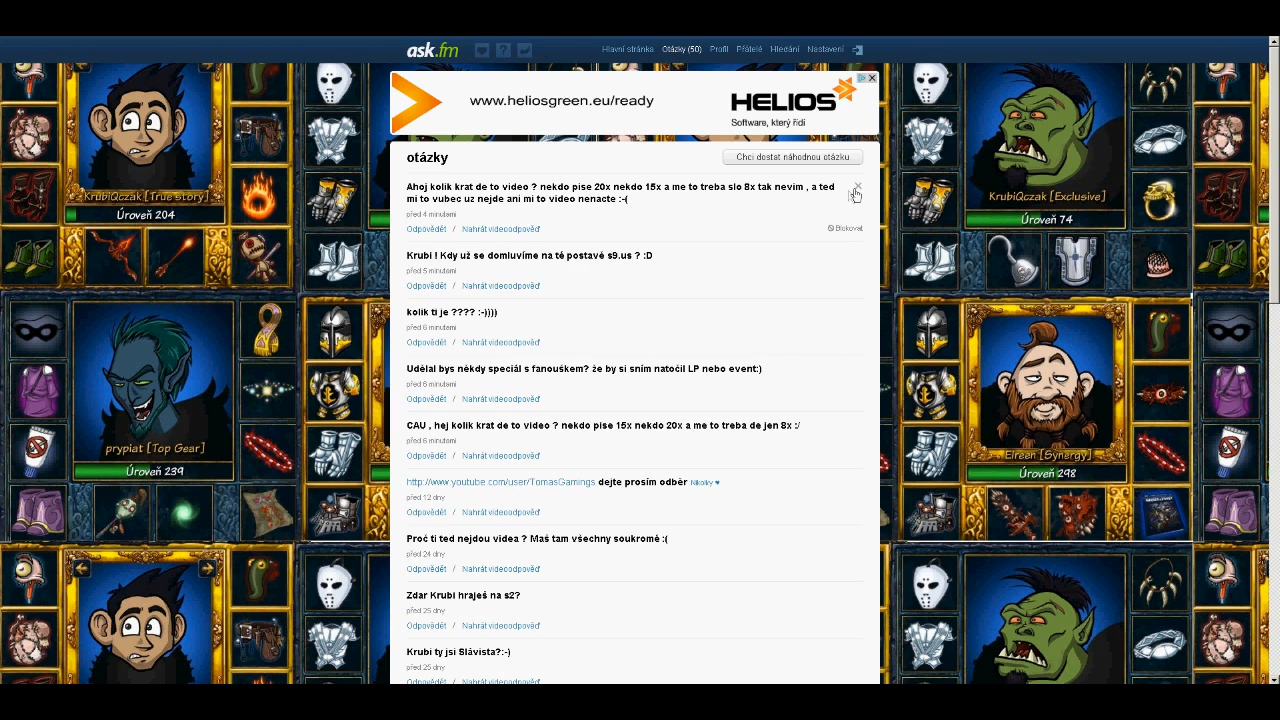 ask.fm
Hlavní stránka Otázky (50) Profil Přátelé Hledání Nastavení
www.heliosgreen.eu/ready
HELIOS
Software, který řídí
otázky
Chci dostat náhodnou otázku
Ahoj kolik krat de to video ? nekdo pise 20x nekdo 15x a me to treba slo 8x tak nevim , a ted
mi to vubec uz nejde ani mi to video nenacte :-(
před 4 minutami
Odpovědět / Nahrát videoodpověď
Blokovat
Krubi ! Kdy už se domluvíme na té postavě s9.us ? :D
před 5 minutami
Odpovědět / Nahrát videoodpověď
kolik ti je ???? :-))))
před 6 minutami
Odpovědět / Nahrát videoodpověď
Udělal bys někdy speciál s fanouškem? že by si sním natočil LP nebo event:)
před 6 minutami
Odpovědět / Nahrát videoodpověď
CAU , hej kolik krat de to video ? nekdo pise 15x nekdo 20x a me to treba de jen 8x :/
před 6 minutami
Odpovědět / Nahrát videoodpověď
http://www.youtube.com/user/TomasGamings dejte prosím odběr Nikolky ♥
před 12 dny
Odpovědět / Nahrát videoodpověď
Proč ti ted nejdou videa ? Maš tam všechny soukromě :(
před 24 dny
Odpovědět / Nahrát videoodpověď
Zdar Krubi hraješ na s2?
před 25 dny
Odpovědět / Nahrát videoodpověď
Krubi ty jsi Slávista?:-)
před 25 dny
Odpovědět / Nahrát videoodpověď
KrubiQczak [True story]
Úroveň 204
prypiat [Top Gear]
Úroveň 239
KrubiQczak [Exclusive]
Úroveň 74
Elreen [Synergy]
Úroveň 298